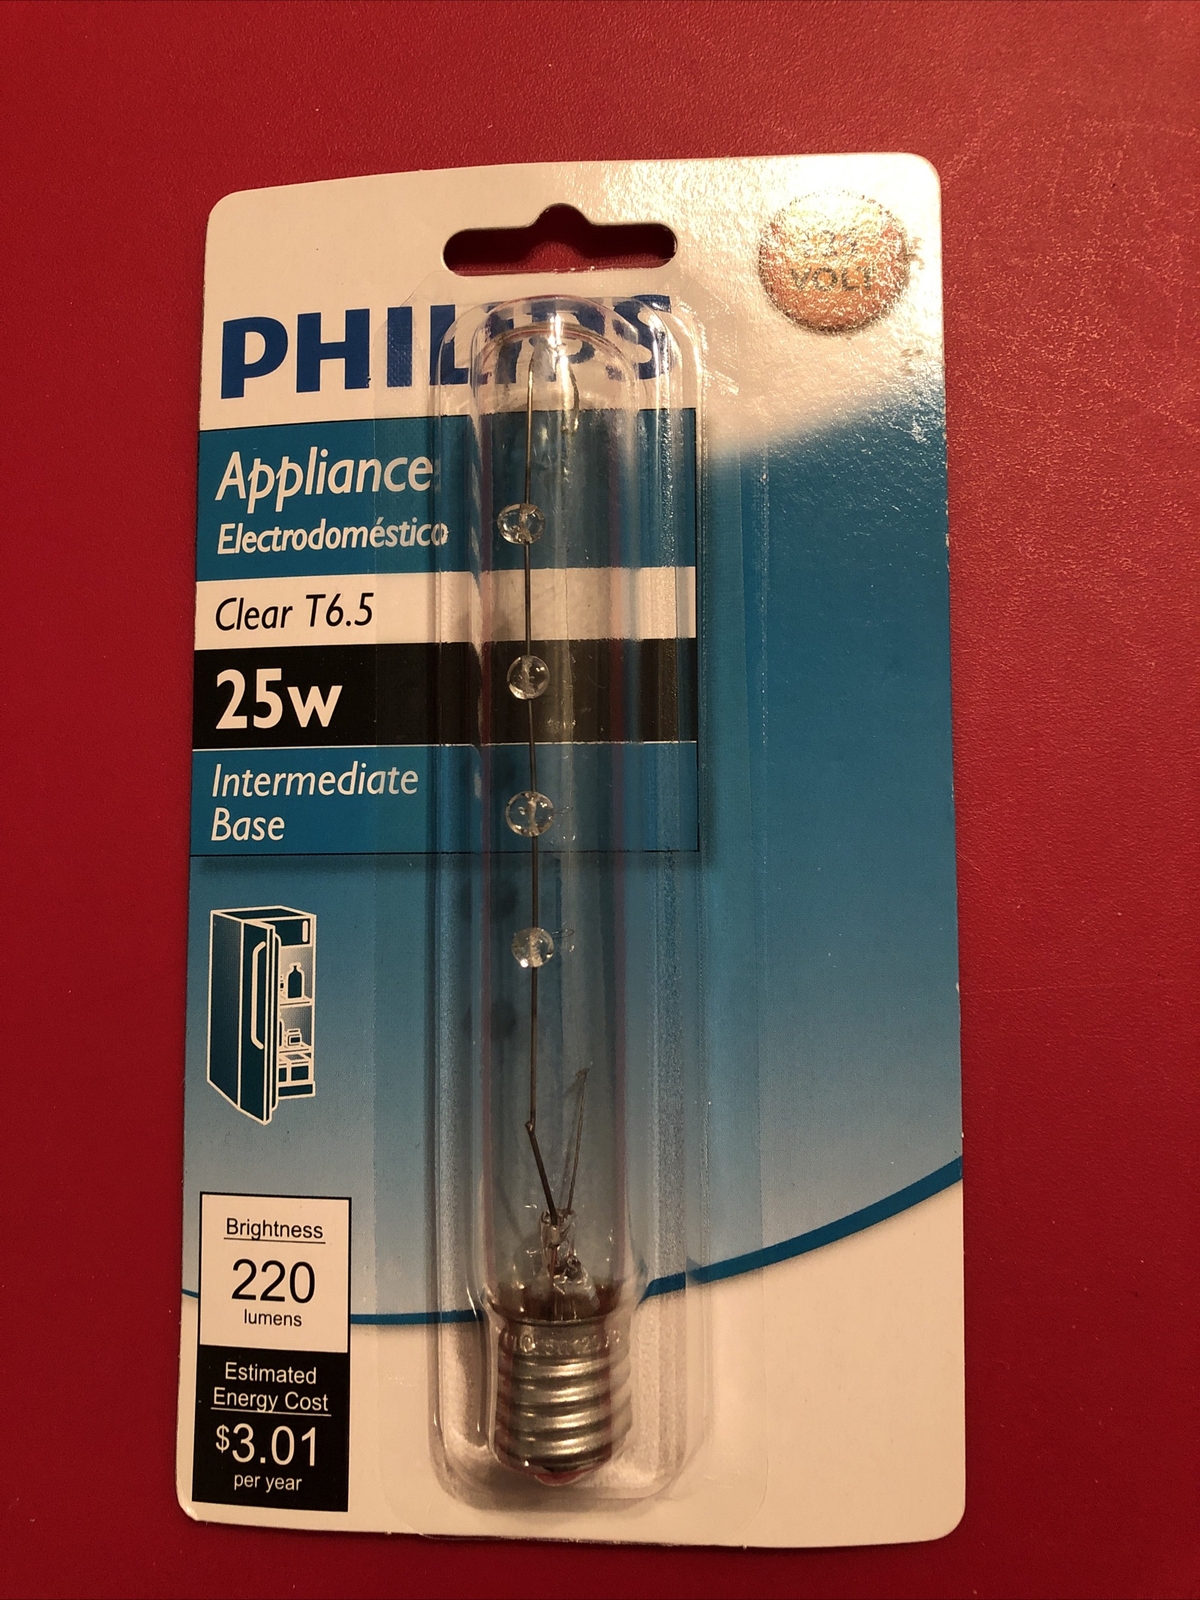 VOLT
PHILIPS
Appliance
Electrodoméstico
Clear T6.5
25w
Intermediate
Base
Brightness
220
lumens
Estimated
Energy Cost
$3.01
per year